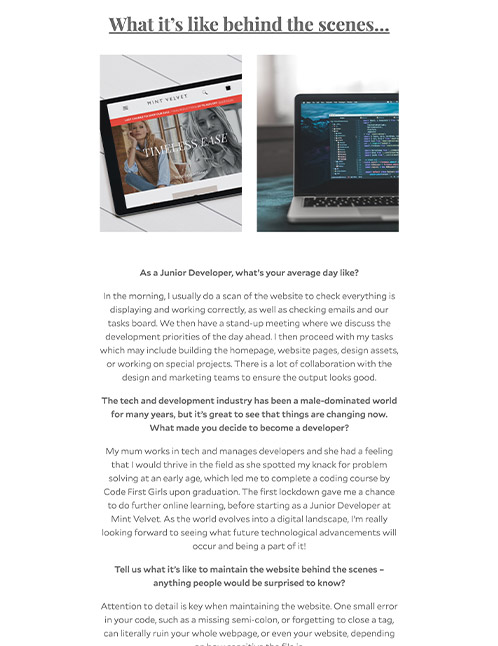 What it's like behind the scenes...
MINT VELVET
TIMELESS EASE
As a Junior Developer, what's your average day like?
In the morning, I usually do a scan of the website to check everything is
displaying and working correctly, as well as checking emails and our
tasks board. We then have a stand-up meeting where we discuss the
development priorities of the day ahead. I then proceed with my tasks
which may include building the homepage, website pages, design assets,
or working on special projects. There is a lot of collaboration with the
design and marketing teams to ensure the output looks good.
The tech and development industry has been a male-dominated world
for many years, but it's great to see that things are changing now.
What made you decide to become a developer?
My mum works in tech and manages developers and she had a feeling
that I would thrive in the field as she spotted my knack for problem
solving at an early age, which led me to complete a coding course by
Code First Girls upon graduation. The first lockdown gave me a chance
to do further online learning, before starting as a Junior Developer at
Mint Velvet. As the world evolves into a digital landscape, I'm really
looking forward to seeing what future technological advancements will
occur and being a part of it!
Tell us what it's like to maintain the website behind the scenes –
anything people would be surprised to know?
Attention to detail is key when maintaining the website. One small error
in your code, such as a missing semi-colon, or forgetting to close a tag,
can literally ruin your whole webpage, or even your website, depending